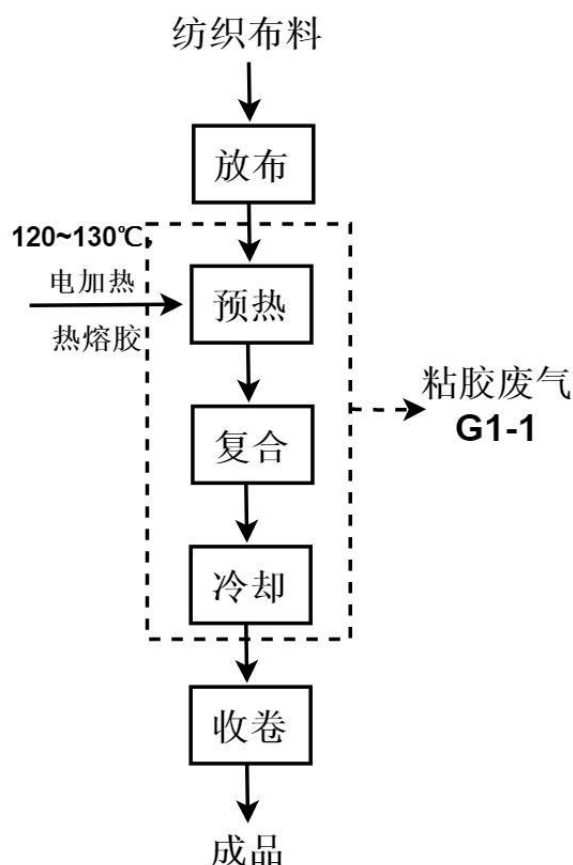 纺织布料
放布
120~130℃,
电加热
热熔胶
预热
复合
粘胶废气
G1-1
冷却
收卷
成品